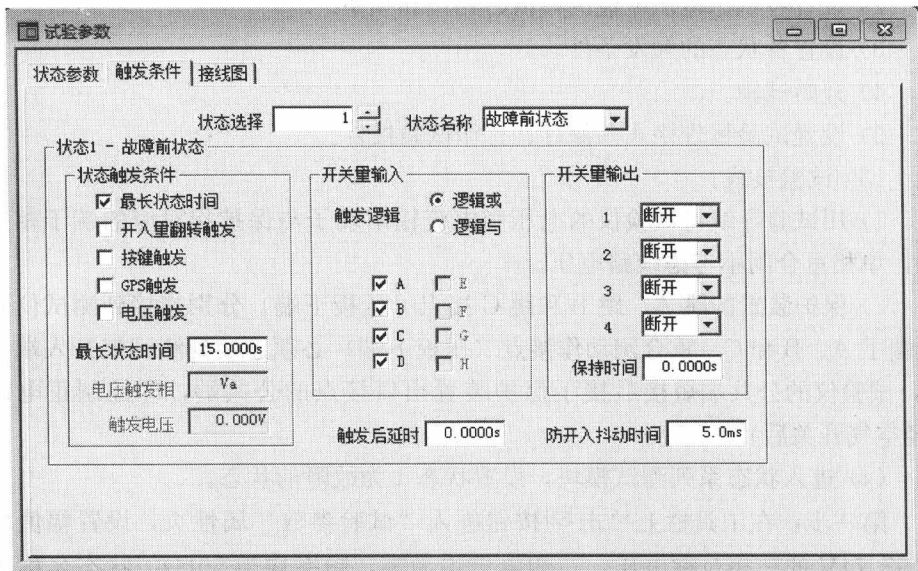 试验参数
状态参数 触发条件 接线图
状态选择 1 状态名称 故障前状态
状态1 - 故障前状态
状态触发条件
最长状态时间
开入量翻转触发
按键触发
GPS触发
电压触发
最长状态时间 15.0000s
电压触发相 Va
触发电压 0.000V
开关量输入
触发逻辑 逻辑或
逻辑与
A E
B F
C G
D H
开关量输出
1 断开
2 断开
3 断开
4 断开
保持时间 0.0000s
触发后延时 0.0000s 防开入抖动时间 5.0ms